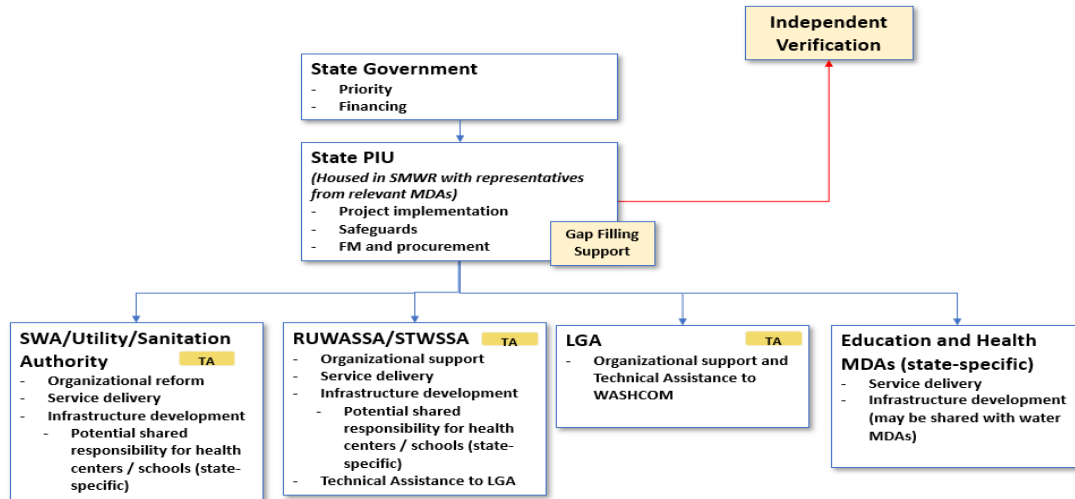 Independent
Verification
State Government
- Priority
- Financing
State PIU
(Housed in SMWR with representatives
from relevant MDAs)
- Project implementation
- Safeguards
- FM and procurement
Gap Filling
Support
SWA/Utility/Sanitation
Authority
TA
- Organizational reform
- Service delivery
- Infrastructure development
- Potential shared
responsibility for health
centers / schools (state-
specific)
RUWASSA/STWSSA
TA
- Organizational support
- Service delivery
- Infrastructure development
- Potential shared
responsibility for health
centers / schools (state-
specific)
- Technical Assistance to LGA
LGA
TA
- Organizational support and
Technical Assistance to
WASHCOM
Education and Health
MDAs (state-specific)
- Service delivery
- Infrastructure development
(may be shared with water
MDAs)